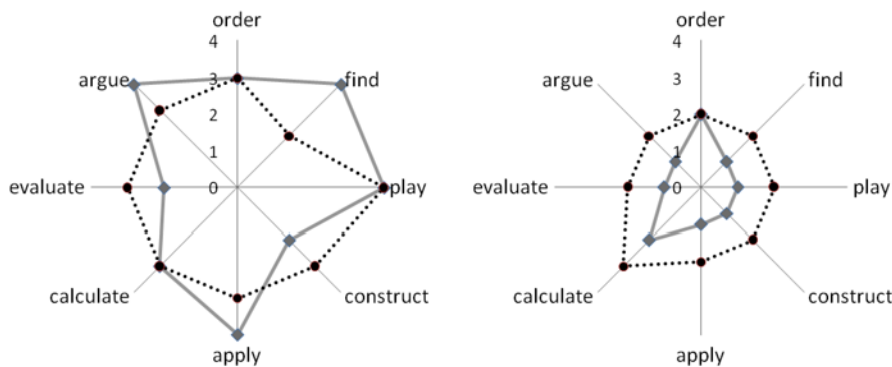 order
4
argue
3
find
2
1
evaluate
0
play
calculate
construct
apply
order
4
argue
3
find
2
1
evaluate
0
play
calculate
construct
apply